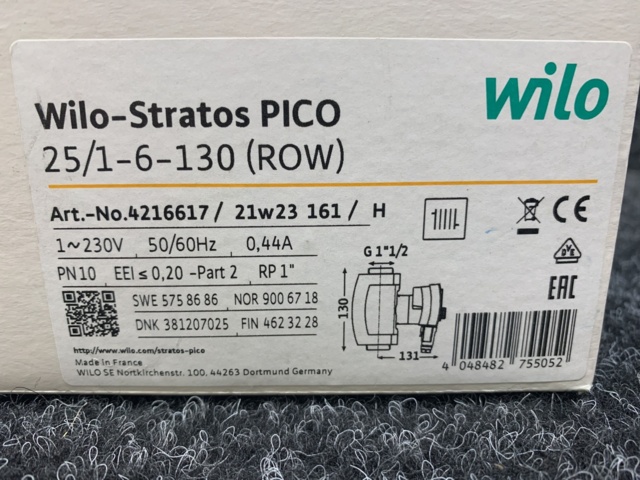 wilo
Wilo-Stratos PICO
25/1-6-130 (ROW)
Art.-No.4216617 / 21w23 161 / H
1~230V 50/60Hz 0,44A
PN 10 EEI ≤ 0,20 -Part 2 RP 1"
SWE 575 86 86 NOR 900 67 18
DNK 381207025 FIN 462 32 28
G 1"1/2
130
131
CE
DVE
EAC
4 048482 755052
http://www.wilo.com/stratos-pico
Made in France
WILO SE Nortkirchenstr. 100, 44263 Dortmund Germany